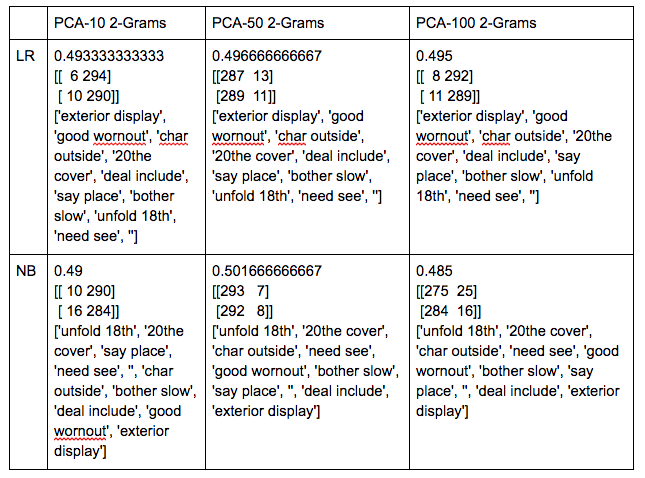 PCA-10 2-Grams
PCA-50 2-Grams
PCA-100 2-Grams
LR
0.493333333333
[[  6 294]
 [ 10 290]]
['exterior display',
'good wornout', 'char
outside', '20the
cover', 'deal include',
'say place', 'bother
slow', 'unfold 18th',
'need see', '']
0.496666666667
[[287  13]
 [289  11]]
['exterior display', 'good
wornout', 'char outside',
'20the cover', 'deal include',
'say place', 'bother slow',
'unfold 18th', 'need see', '']
0.495
[[  8 292]
 [ 11 289]]
['exterior display', 'good
wornout', 'char outside', '20the
cover', 'deal include', 'say
place', 'bother slow', 'unfold
18th', 'need see', '']
NB
0.49
[[ 10 290]
 [ 16 284]]
['unfold 18th', '20the
cover', 'say place',
'need see', '', 'char
outside', 'bother slow',
'deal include', 'good
wornout', 'exterior
display']
0.501666666667
[[293   7]
 [292   8]]
['unfold 18th', '20the cover',
'char outside', 'need see',
'good wornout', 'bother slow',
'say place', '', 'deal include',
'exterior display']
0.485
[[275  25]
 [284  16]]
['unfold 18th', '20the cover',
'char outside', 'need see', 'good
wornout', 'bother slow', 'say
place', '', 'deal include', 'exterior
display']